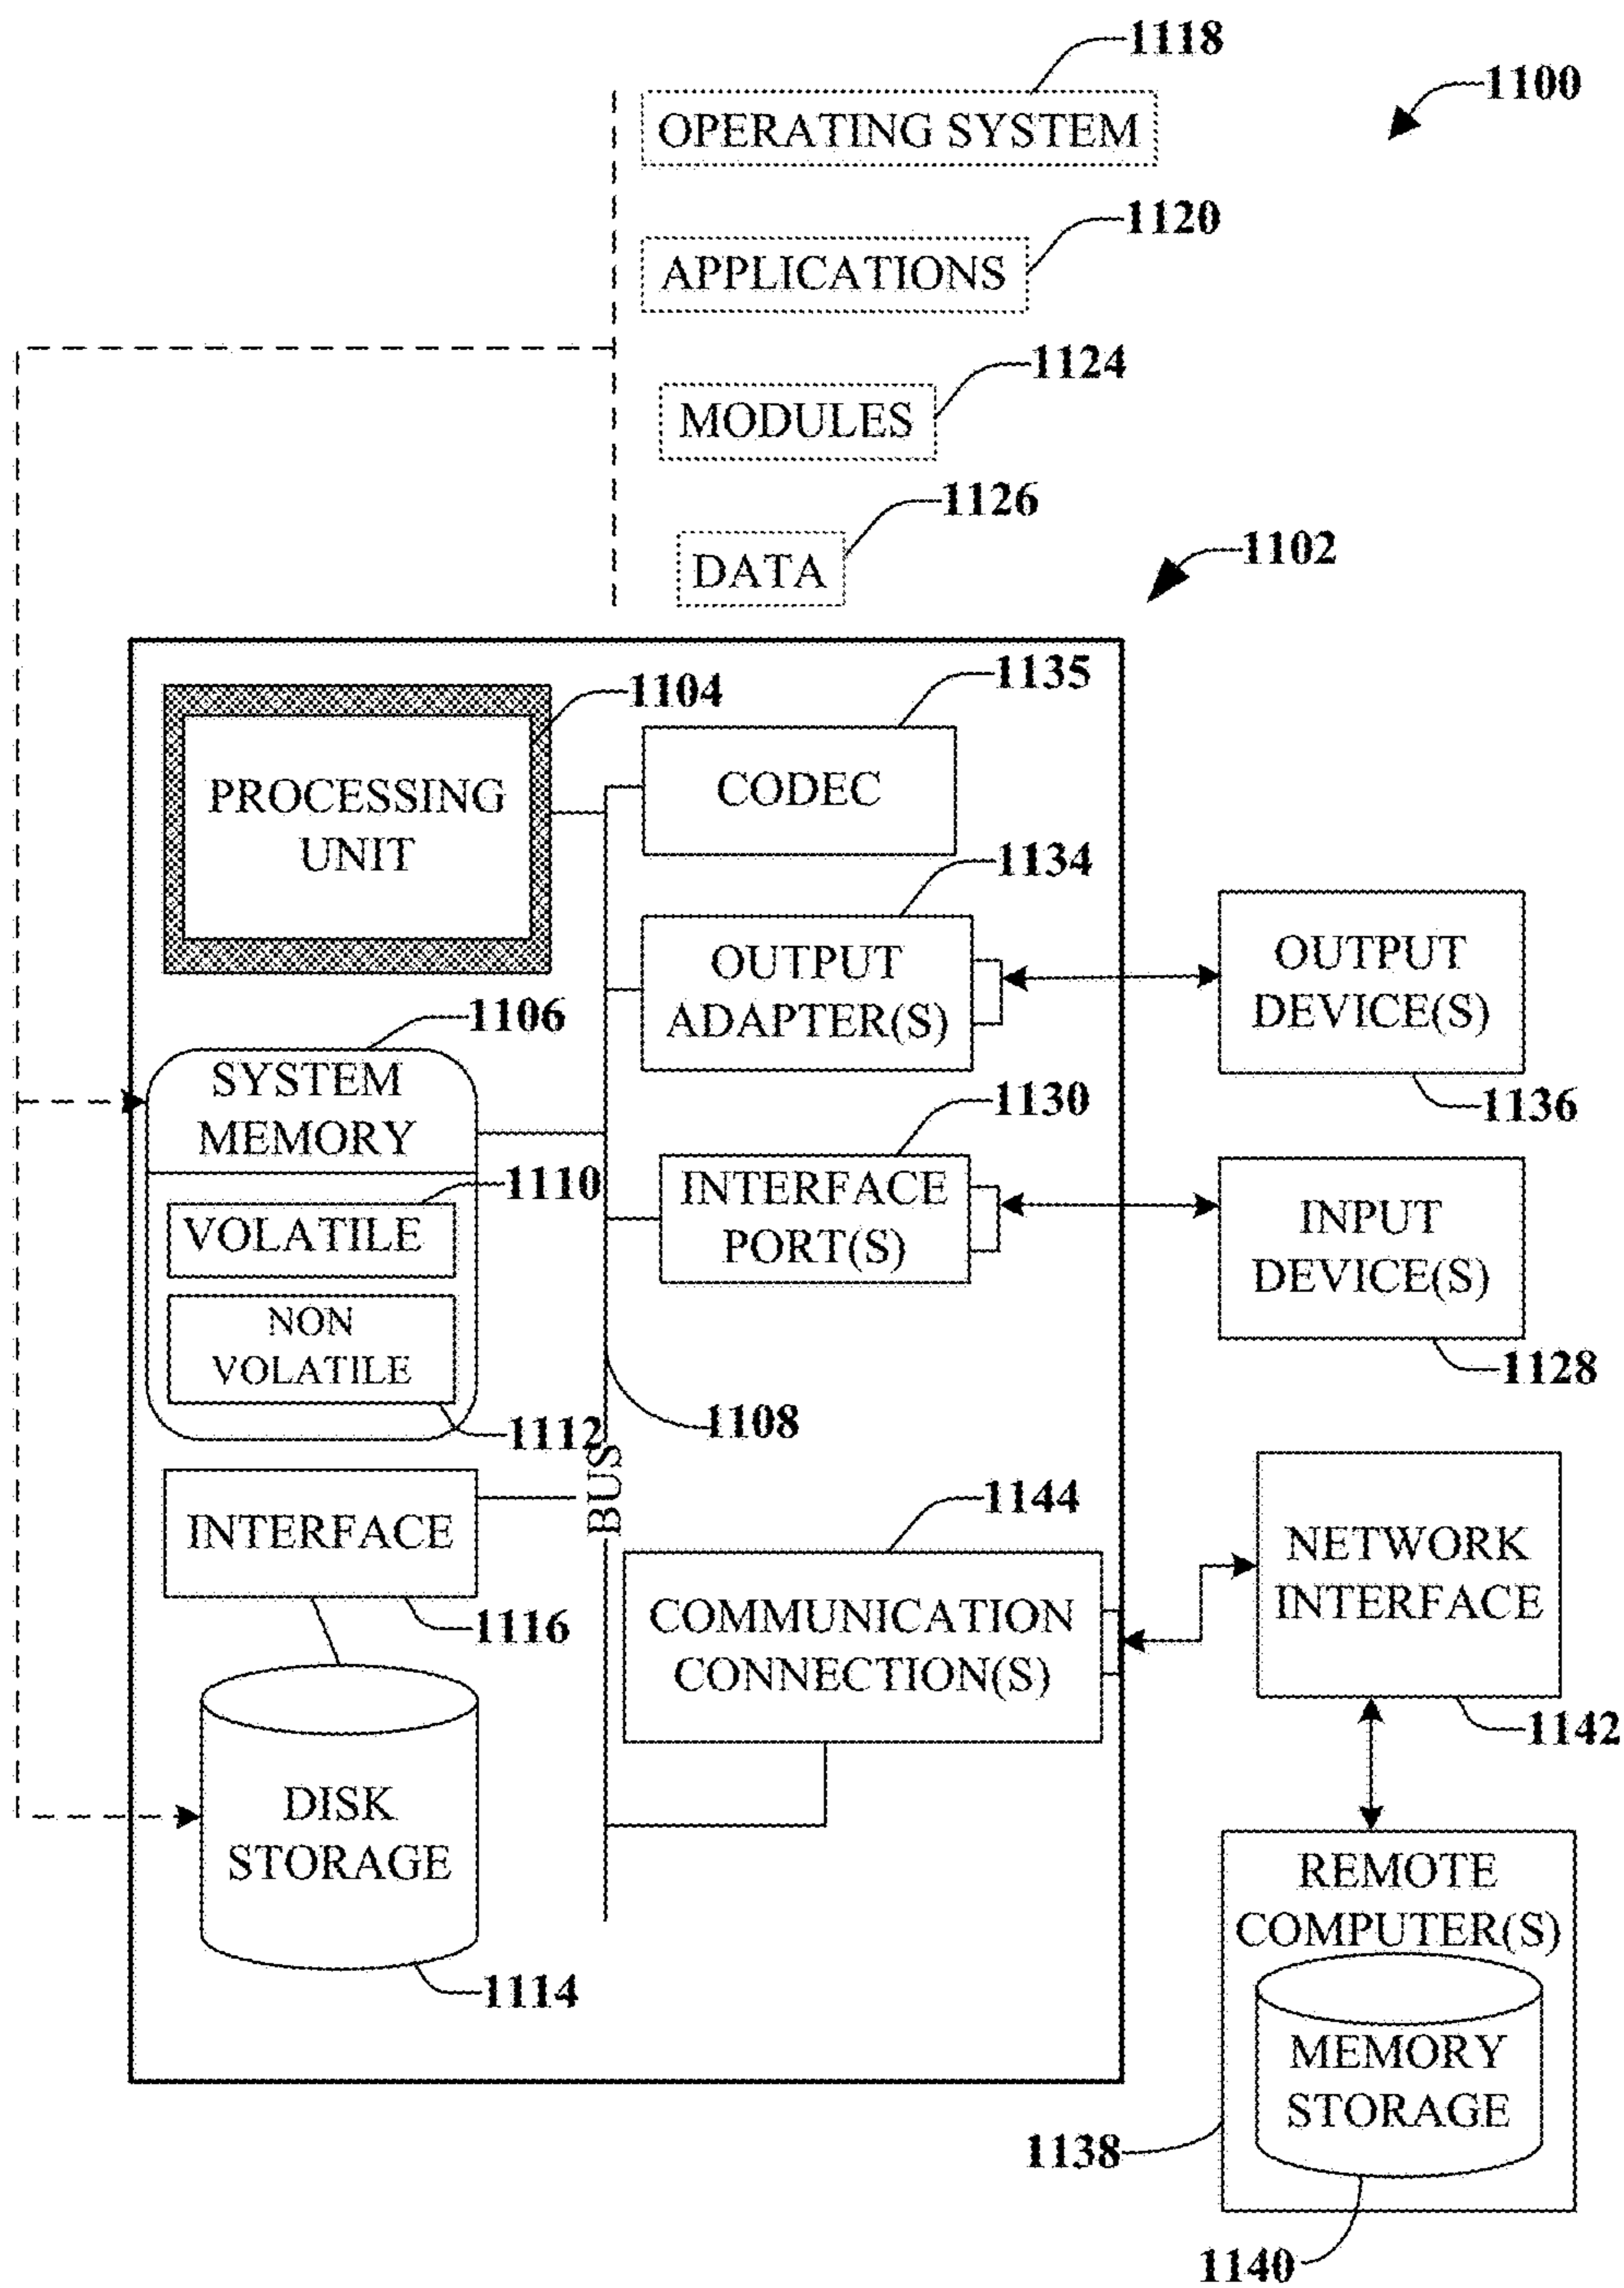 1118
1100
OPERATING SYSTEM
1120
APPLICATIONS
1124
MODULES
1126
DATA
1102
1104
PROCESSING
UNIT
1135
CODEC
1134
OUTPUT
ADAPTER(S)
OUTPUT
DEVICE(S)
1136
1106
SYSTEM
MEMORY
1110
VOLATILE
NON
VOLATILE
1112
1130
INTERFACE
PORT(S)
INPUT
DEVICE(S)
1128
1108
BUS
INTERFACE
1116
1144
COMMUNICATION
CONNECTION(S)
NETWORK
INTERFACE
1142
DISK
STORAGE
1114
REMOTE
COMPUTER(S)
MEMORY
STORAGE
1138
1140